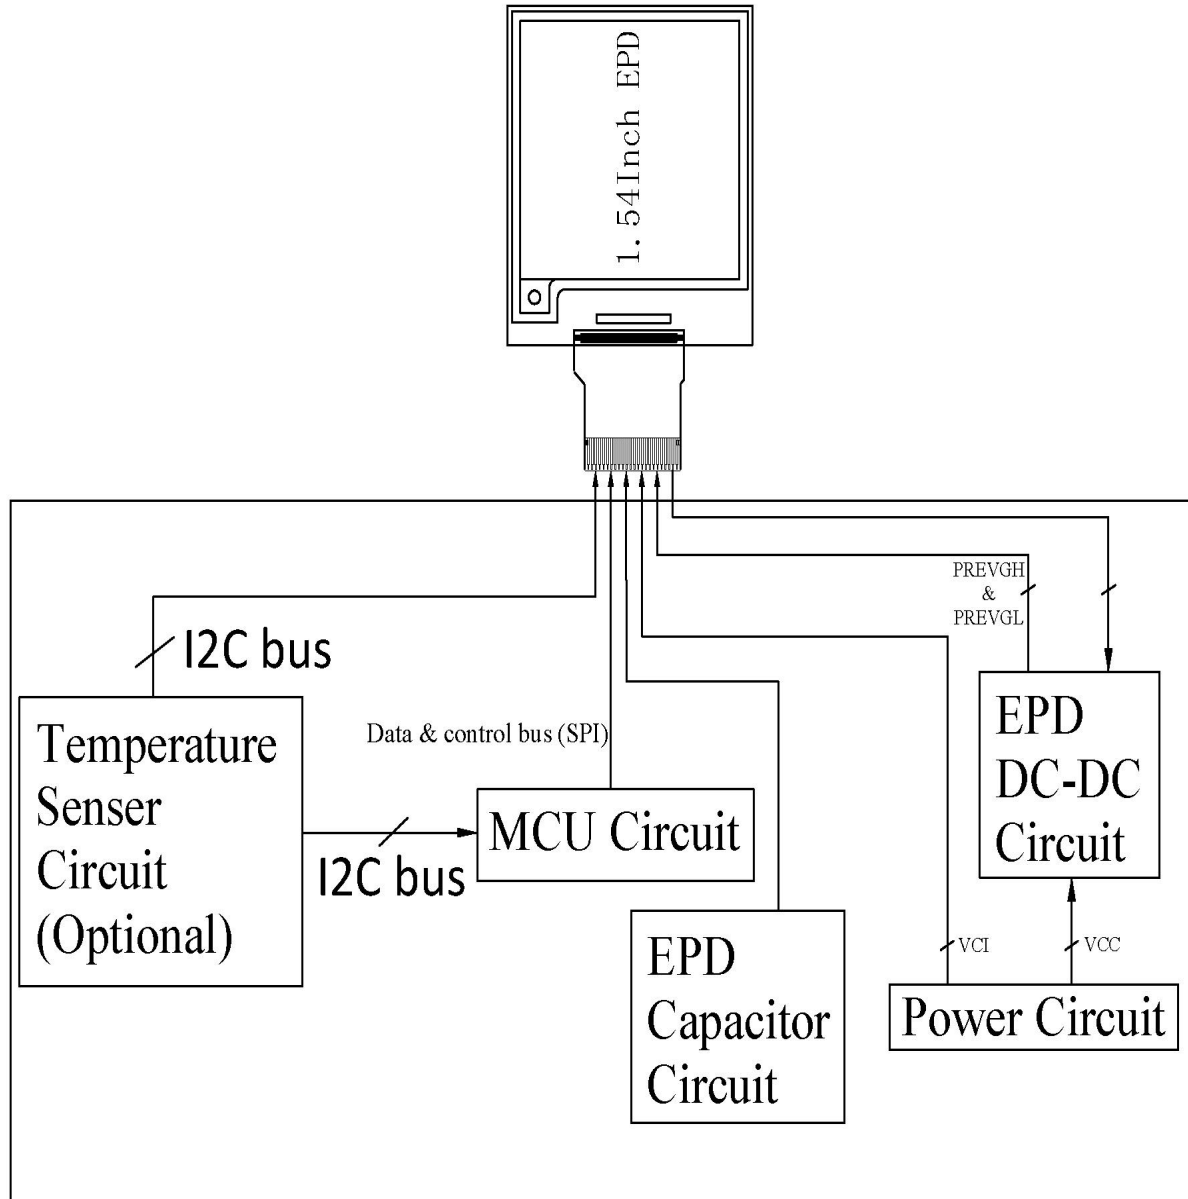 1.54Inch EPD
PREVGH
&
PREVGL
I2C bus
Temperature
Senser
Circuit
(Optional)
Data & control bus (SPI)
MCU Circuit
I2C bus
EPD
DC-DC
Circuit
EPD
Capacitor
Circuit
VCI
VCC
Power Circuit